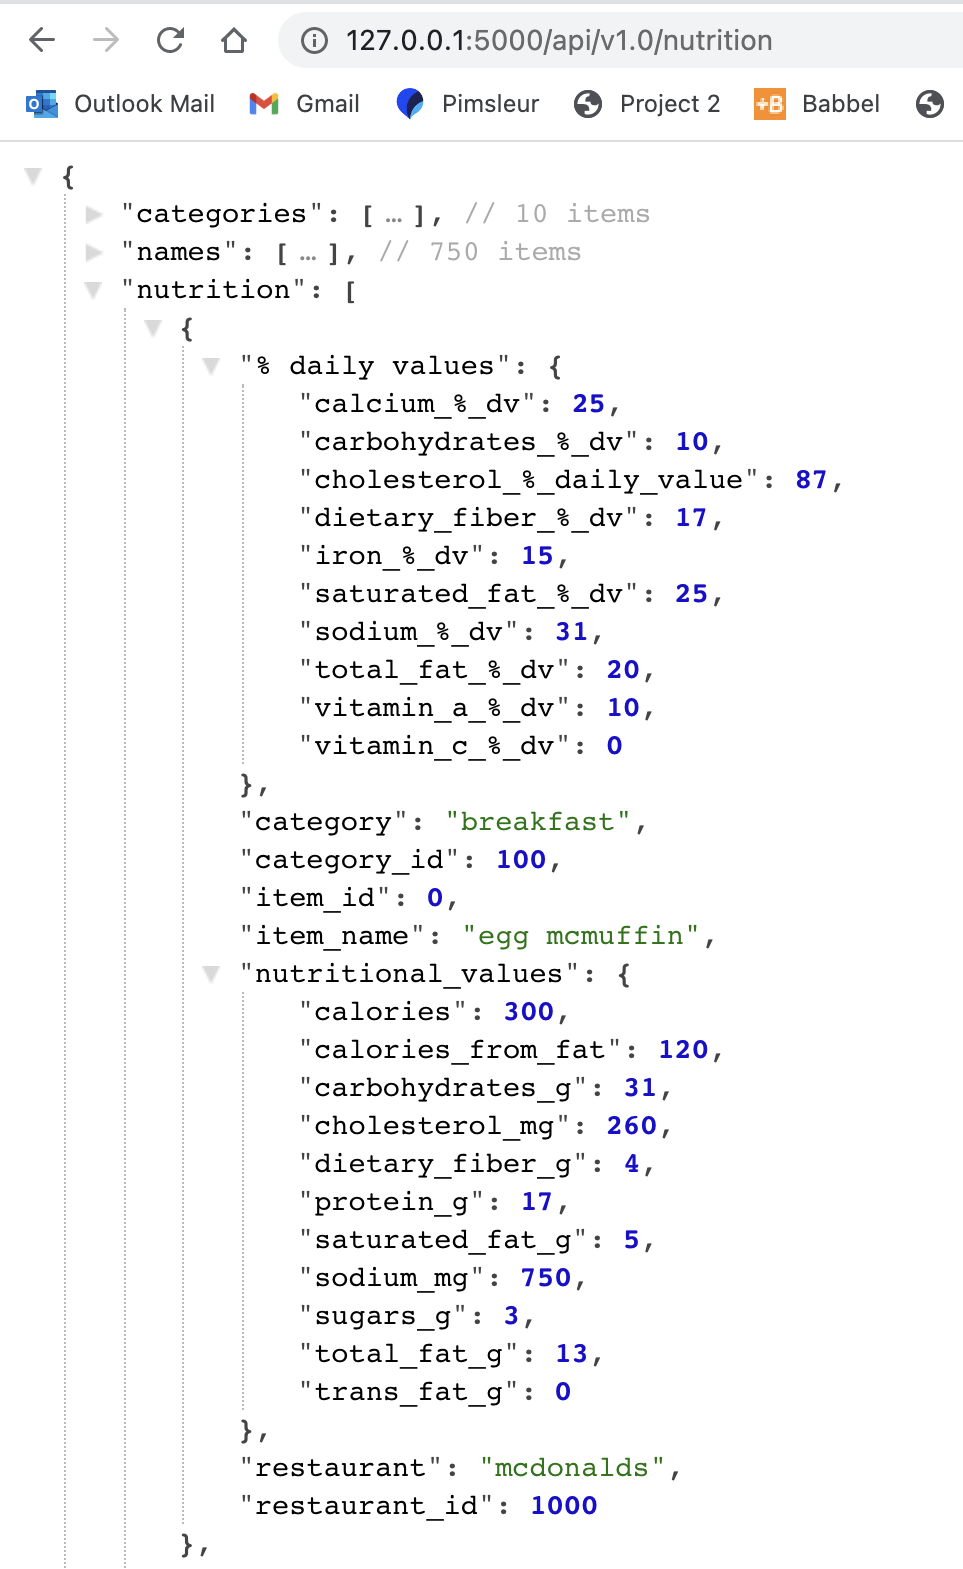 127.0.0.1:5000/api/v1.0/nutrition
Outlook Mail Gmail Pimsleur Project 2 +B Babbel
{
"categories": [ … ], // 10 items
"names": [ … ], // 750 items
"nutrition": [
{
"% daily values": {
"calcium_%_dv": 25,
"carbohydrates_%_dv": 10,
"cholesterol_%_daily_value": 87,
"dietary_fiber_%_dv": 17,
"iron_%_dv": 15,
"saturated_fat_%_dv": 25,
"sodium_%_dv": 31,
"total_fat_%_dv": 20,
"vitamin_a_%_dv": 10,
"vitamin_c_%_dv": 0
},
"category": "breakfast",
"category_id": 100,
"item_id": 0,
"item_name": "egg mcmuffin",
"nutritional_values": {
"calories": 300,
"calories_from_fat": 120,
"carbohydrates_g": 31,
"cholesterol_mg": 260,
"dietary_fiber_g": 4,
"protein_g": 17,
"saturated_fat_g": 5,
"sodium_mg": 750,
"sugars_g": 3,
"total_fat_g": 13,
"trans_fat_g": 0
},
"restaurant": "mcdonalds",
"restaurant_id": 1000
},